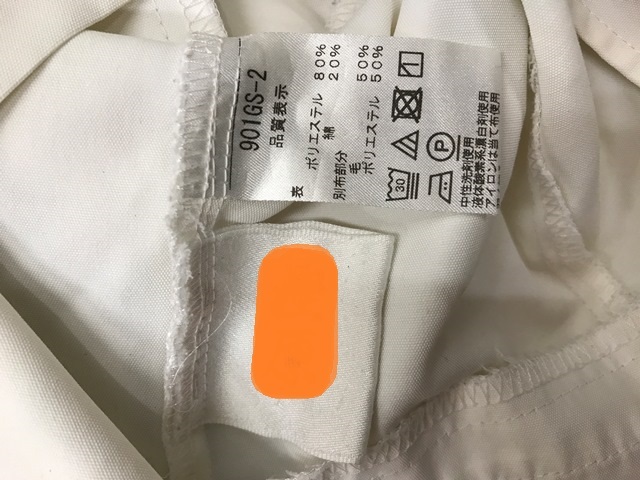 901GS-2
品質表示
表
ポリエステル 80%
綿 20%
別布部分
毛 50%
ポリエステル 50%
30
P
中性洗剤使用
液体酸素系漂白剤使用
アイロンは当て布使用